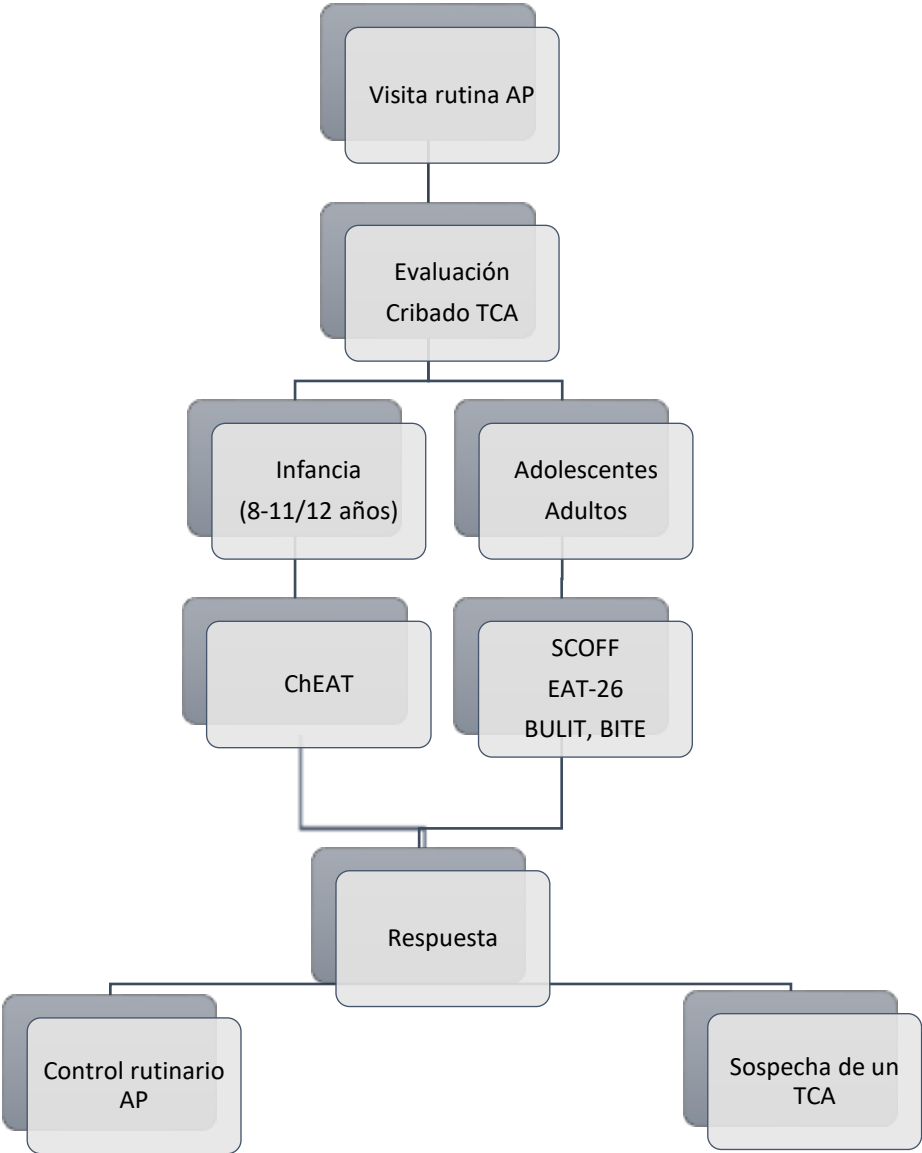 Visita rutina AP
Evaluación
Cribado TCA
Infancia
(8-11/12 años)
Adolescentes
Adultos
ChEAT
SCOFF
EAT-26
BULIT, BITE
Respuesta
Control rutinario
AP
Sospecha de un
TCA